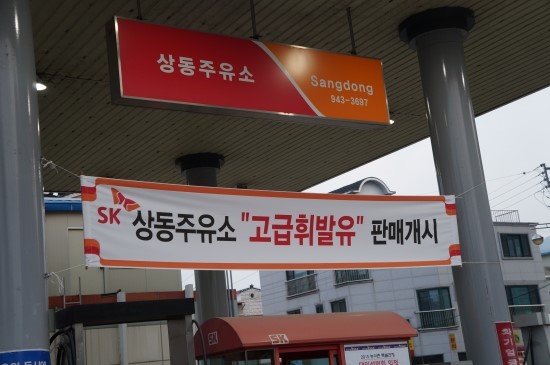 상동주유소
Sangdong
943-3697
SK 상동주유소 "고급휘발유" 판매개시
SK